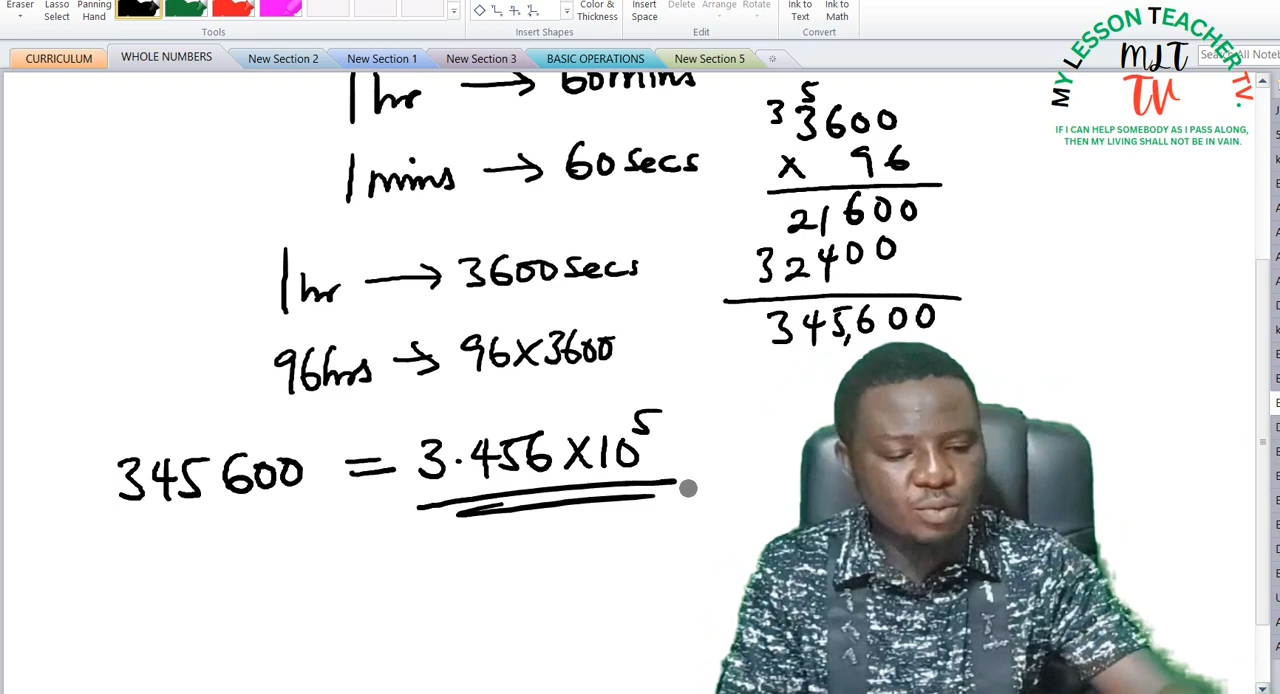 Eraser
Lasso Select
Panning Hand
Color & Thickness
Insert Space
Delete
Arrange
Rotate
Ink to Text
Ink to Math
Tools
Insert Shapes
Edit
Convert
CURRICULUM
WHOLE NUMBERS
New Section 2
New Section 1
New Section 3
BASIC OPERATIONS
New Section 5
MY LESSON TEACHER TV.
MLT
TV
IF I CAN HELP SOMEBODY AS I PASS ALONG,
THEN MY LIVING SHALL NOT BE IN VAIN.
1hr → 60mins
1mins → 60secs
1hr → 3600secs
96hrs → 96×3600
345600 = 3.456×10⁵
3 5
3600
× 96
21600
32400
345,600